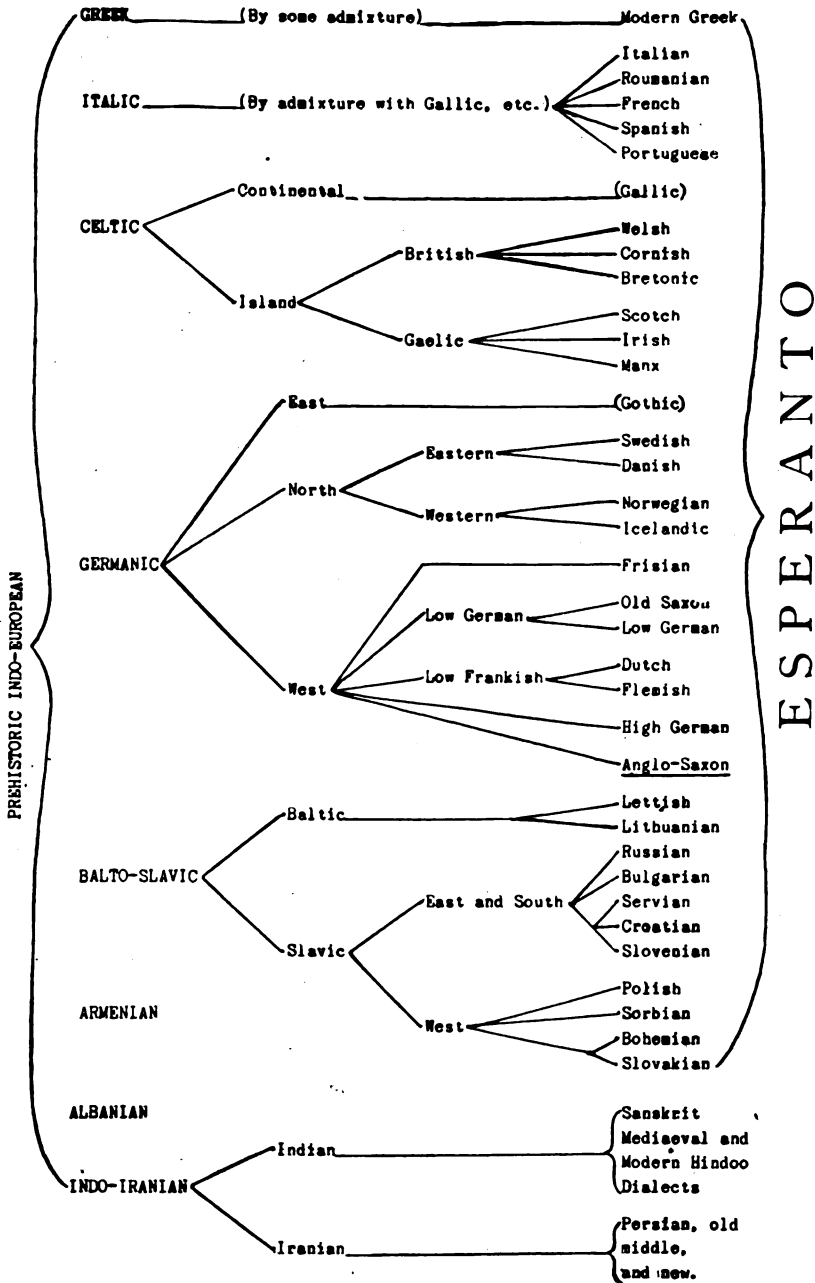 GREEK (By some admixture) Modern Greek
Italian
Roumanian
ITALIC (By admixture with Gallic, etc.) French
Spanish
Portuguese
Continental (Gallic)
CELTIC
Welsh
British Cornish
Bretonic
Island
Scotch
Gaelic Irish
Manx
East (Gothic)
Swedish
Eastern
Danish
North
Norwegian
Western
Icelandic
GERMANIC Frisian
Old Saxon
Low German
Low German
Dutch
West Low Frankish
Flemish
High German
Anglo-Saxon
Lettish
Baltic
Lithuanian
Russian
BALTO-SLAVIC Bulgarian
East and South Servian
Croatian
Slavic Slovenian
Polish
ARMENIAN Sorbian
West
Bohemian
Slovakian
ALBANIAN Sanskrit
Mediaeval and
Indian
Modern Hindoo
INDO-IRANIAN Dialects
Persian, old
Iranian middle,
and new.
PREHISTORIC INDO-EUROPEAN
ESPERANTO